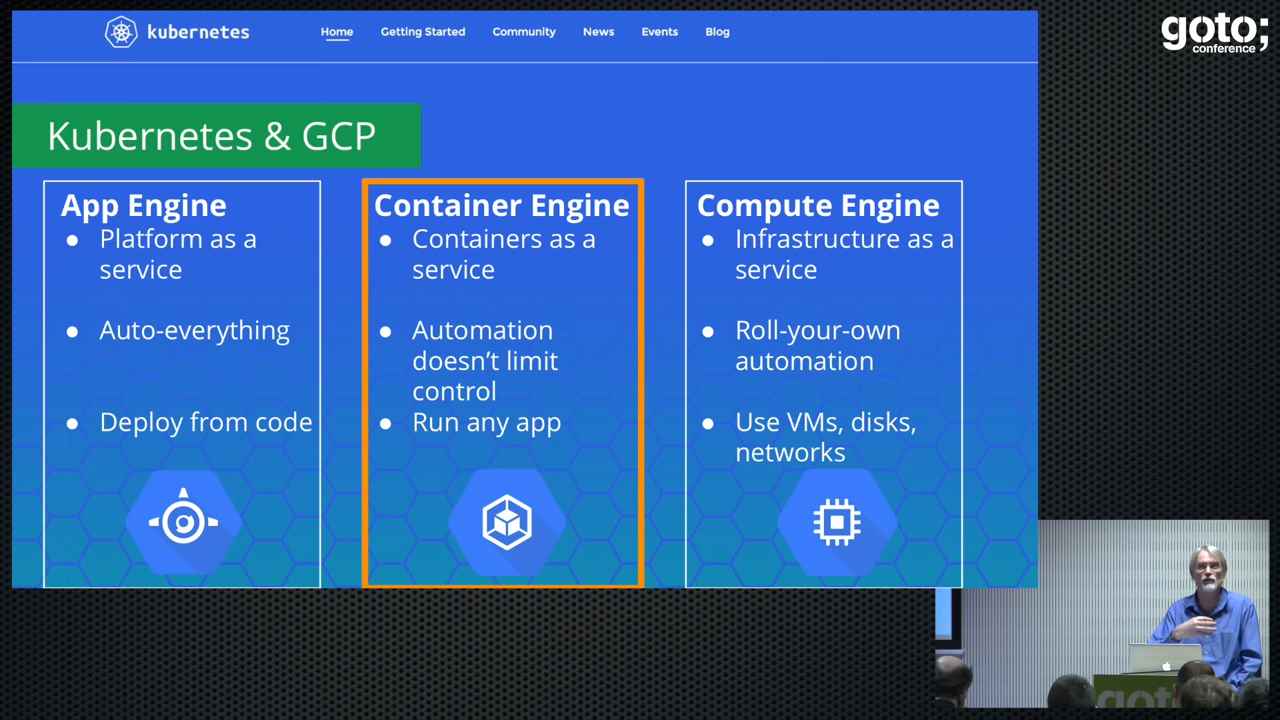 kubernetes
Home Getting Started Community News Events Blog
goto;
conference
Kubernetes & GCP
App Engine
● Platform as a
service
● Auto-everything
● Deploy from code
Container Engine
● Containers as a
service
● Automation
doesn’t limit
control
● Run any app
Compute Engine
● Infrastructure as a
service
● Roll-your-own
automation
● Use VMs, disks,
networks
goto